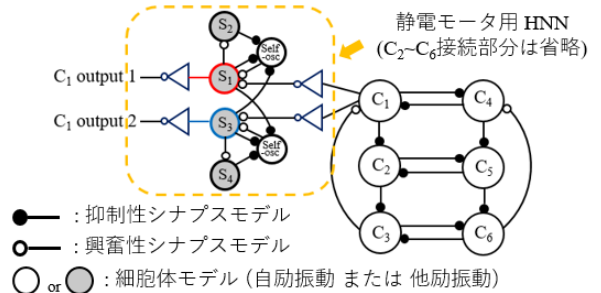 静電モータ用 HNN
(C2~C6接続部分は省略)
S2
Self
-osc
C1 output 1
S1
C1 output 2
S3
Self
-osc
S4
C1
C4
C2
C5
C3
C6
: 抑制性シナプスモデル
: 興奮性シナプスモデル
or : 細胞体モデル (自励振動 または 他励振動)